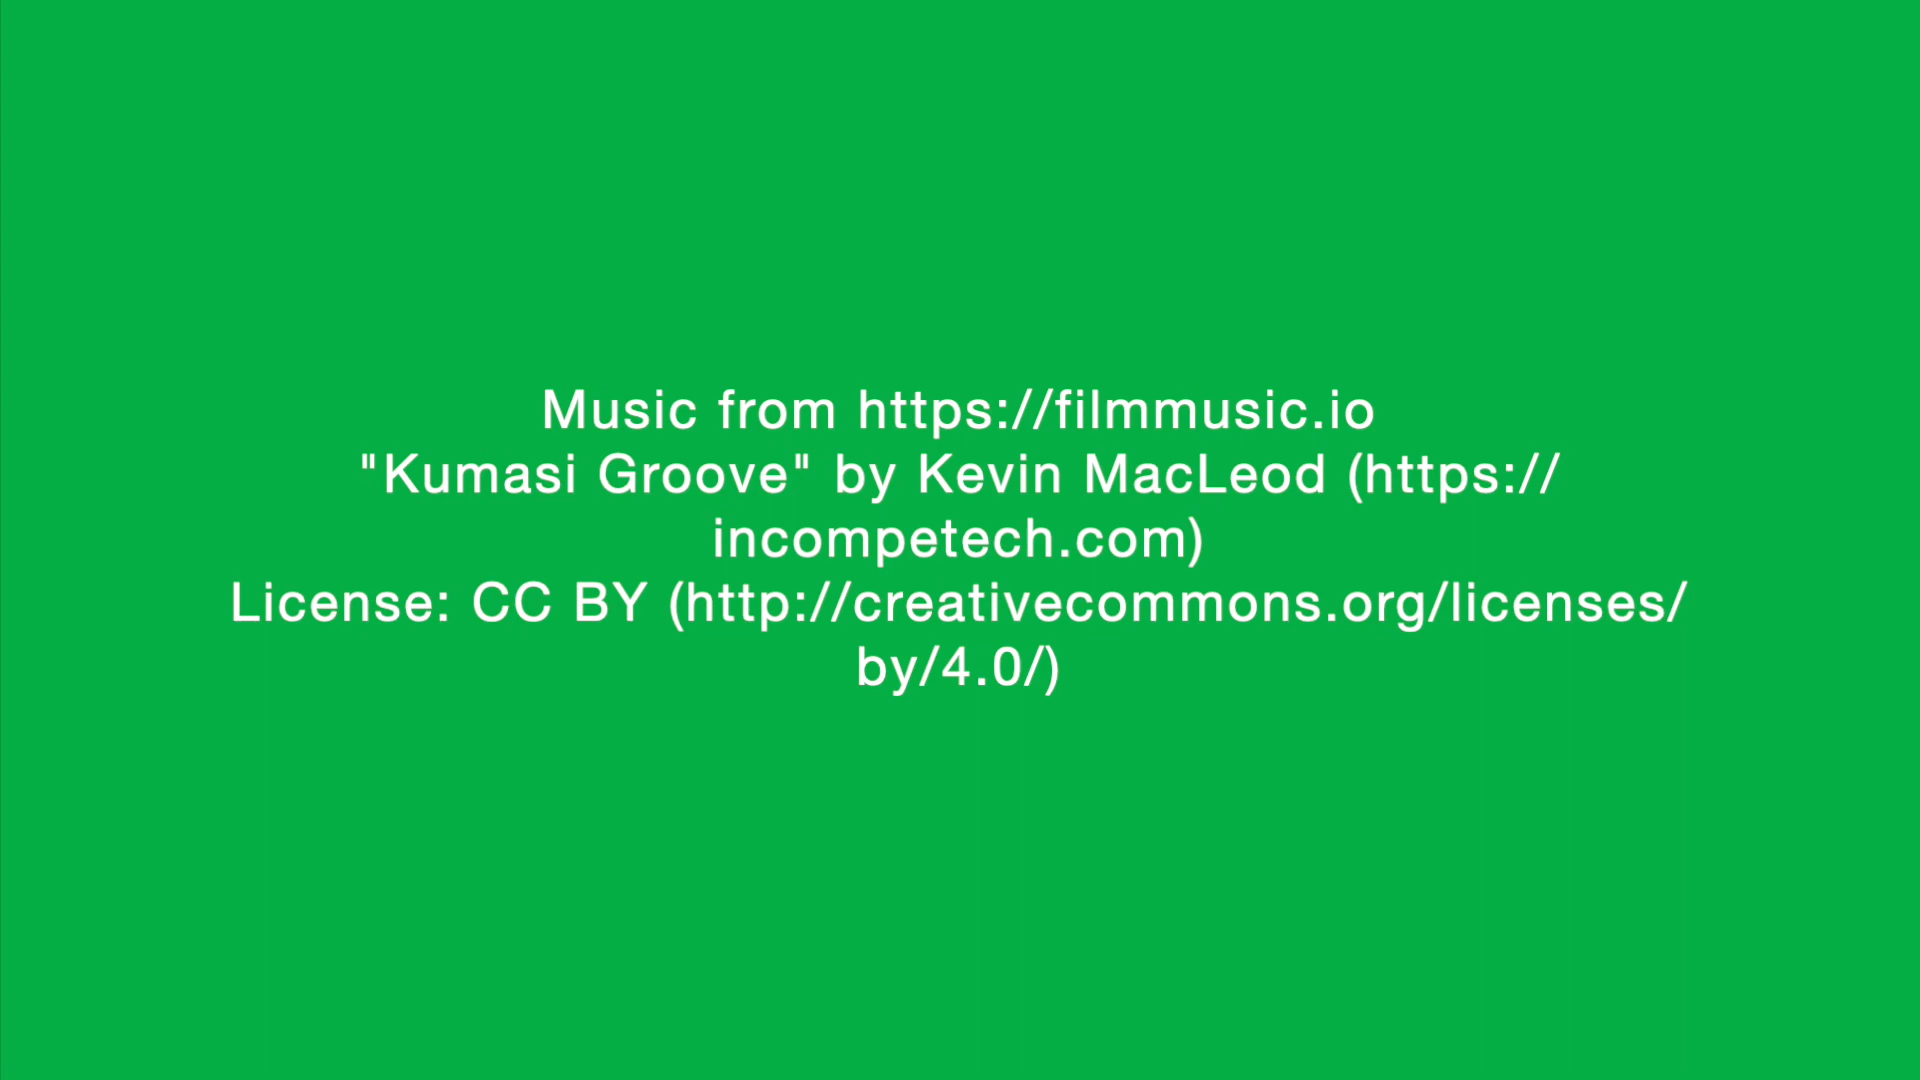 Music from https://filmmusic.io
"Kumasi Groove" by Kevin MacLeod (https://
incompetech.com)
License: CC BY (http://creativecommons.org/licenses/
by/4.0/)